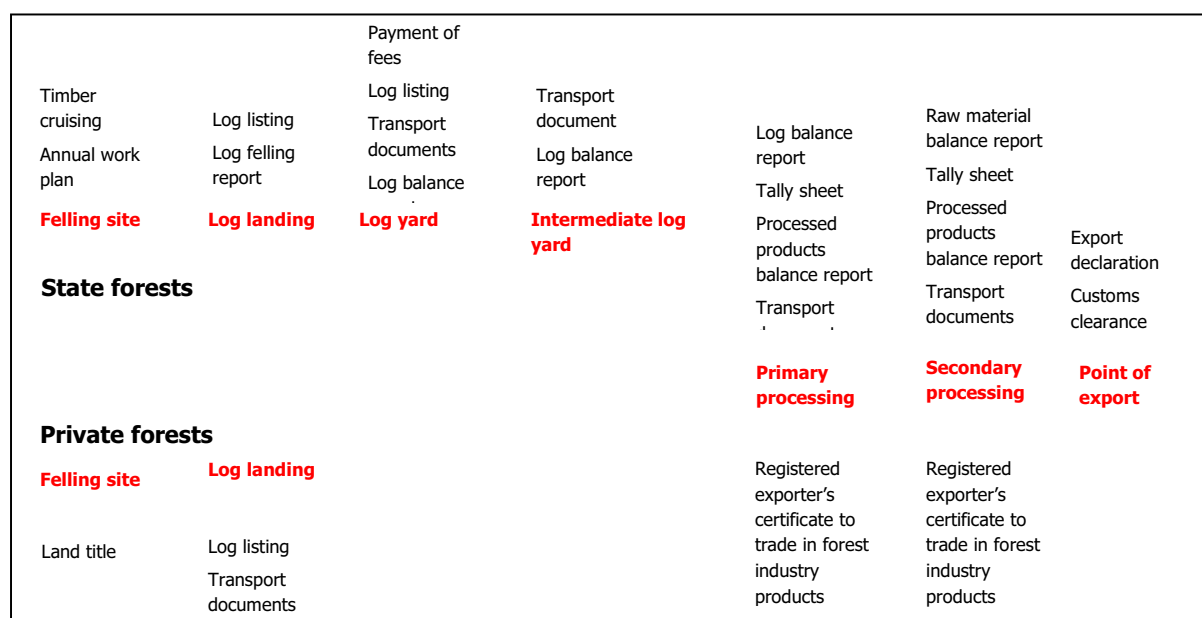 Timber
cruising
Annual work
plan
Felling site
Log listing
Log felling
report
Log landing
Payment of
fees
Log listing
Transport
documents
Log balance
Log yard
Transport
document
Log balance
report
Intermediate log
yard
State forests
Log balance
report
Tally sheet
Processed
products
balance report
Transport
Primary
processing
Raw material
balance report
Tally sheet
Processed
products
balance report
Transport
documents
Secondary
processing
Export
declaration
Customs
clearance
Point of
export
Private forests
Felling site
Land title
Log landing
Log listing
Transport
documents
Registered
exporter’s
certificate to
trade in forest
industry
products
Registered
exporter’s
certificate to
trade in forest
industry
products